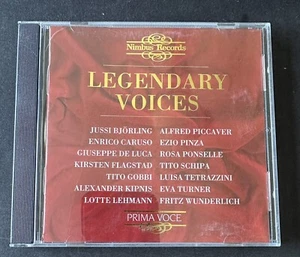 Nimbus Records
LEGENDARY
VOICES
JUSSI BJÖRLING ALFRED PICCAVER
ENRICO CARUSO EZIO PINZA
GIUSEPPE DE LUCA ROSA PONSELLE
KIRSTEN FLAGSTAD TITO SCHIPA
TITO GOBBI LUISA TETRAZZINI
ALEXANDER KIPNIS EVA TURNER
LOTTE LEHMANN FRITZ WUNDERLICH
PRIMA VOCE